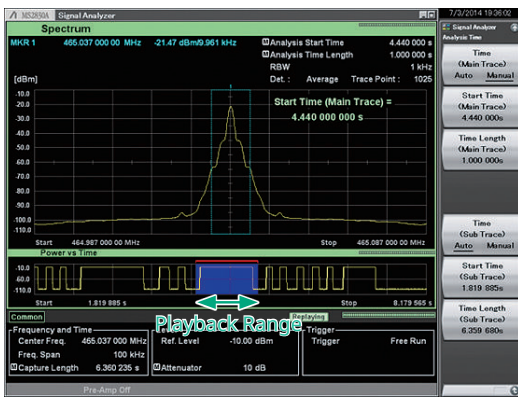 MS2850A Signal Analyzer
7/3/2014 19:36:02
Spectrum
MKR 1 465.037 000 00 MHz -21.47 dBm/9.961 kHz
Analysis Start Time 4.440 000 s
Analysis Time Length 1.000 000 s
RBW 1 kHz
Det. : Average Trace Point : 1025
[dBm]
-10.0
-20.0
-30.0
-40.0
-50.0
-60.0
-70.0
-80.0
-90.0
-100.0
-110.0
Start Time (Main Trace) =
4.440 000 000 s
Start 464.987 000 00 MHz Stop 465.087 000 00 MHz
Power vs Time
-10.0
-60.0
-110.0
Start 1.819 885 s Stop 8.179 565 s
Playback Range
Common
Replaying
Frequency and Time
Center Freq. 465.037 000 MHz
Freq. Span 100 kHz
Capture Length 6.360 235 s
Ref. Level -10.00 dBm
Attenuator 10 dB
Trigger
Trigger Free Run
Pre-Amp Off
Signal Analyzer
Analysis Time
Time
(Main Trace)
Auto Manual
Start Time
(Main Trace)
4.440 000s
Time Length
(Main Trace)
1.000 000s
Time
(Sub Trace)
Auto Manual
Start Time
(Sub Trace)
1.819 885s
Time Length
(Sub Trace)
6.359 680s